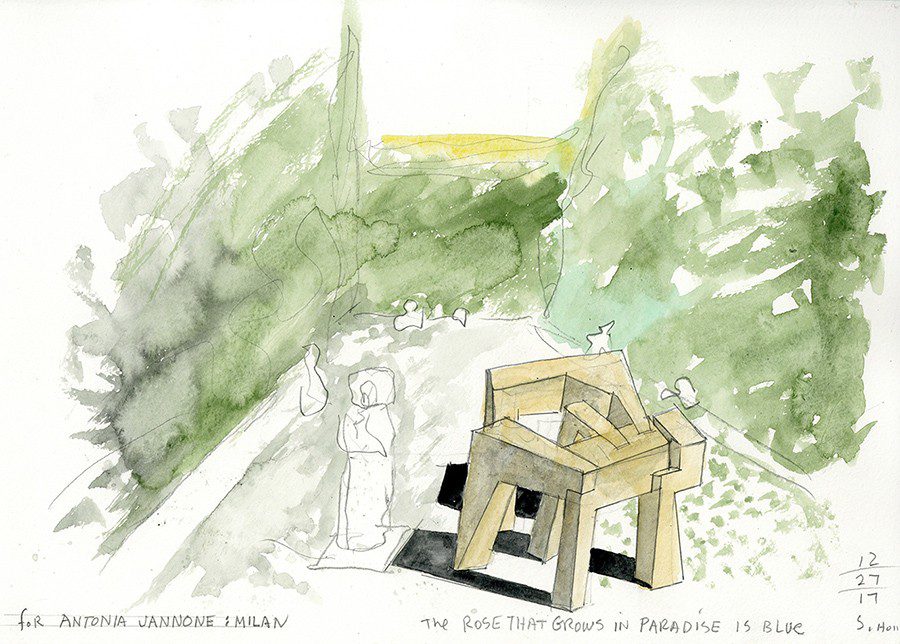 for ANTONIA JANNONE : MILAN
The ROSE THAT GROWS IN PARADISE IS BLUE
12
27
17
S. Holl